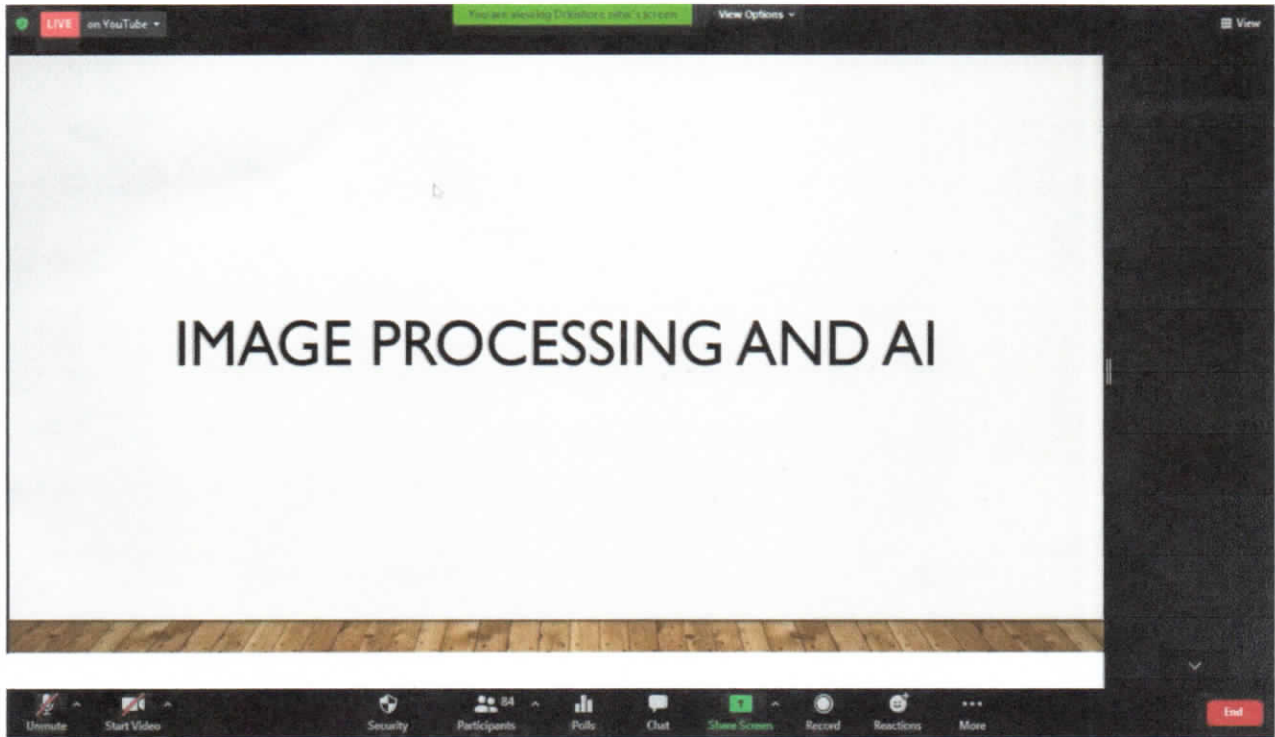 LIVE on YouTube
View Options
View
IMAGE PROCESSING AND AI
84
Unmute
Start Video
Security
Participants
Polls
Chat
Share Screen
Record
Reactions
More
End